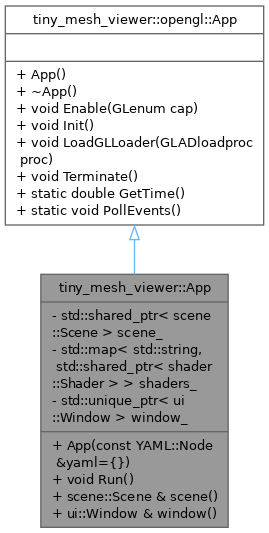 tiny_mesh_viewer::opengl::App
+ App()
+ ~App()
+ void Enable(GLenum cap)
+ void Init()
+ void LoadGLLoader(GLADloadproc
proc)
+ void Terminate()
+ static double GetTime()
+ static void PollEvents()
tiny_mesh_viewer::App
- std::shared_ptr< scene
::Scene > scene_
- std::map< std::string,
std::shared_ptr< shader
::Shader > > shaders_
- std::unique_ptr< ui
::Window > window_
+ App(const YAML::Node
&yaml={})
+ void Run()
+ scene::Scene & scene()
+ ui::Window & window()